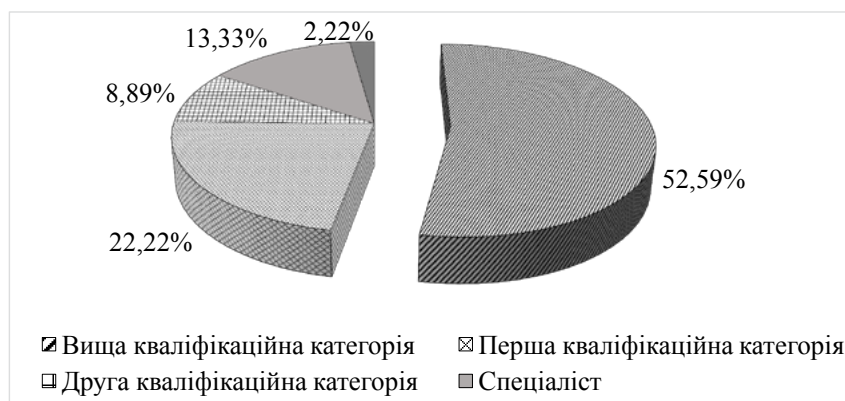 13,33% 2,22%
8,89%
52,59%
22,22%
Вища кваліфікаційна категорія Перша кваліфікаційна категорія
Друга кваліфікаційна категорія Спеціаліст